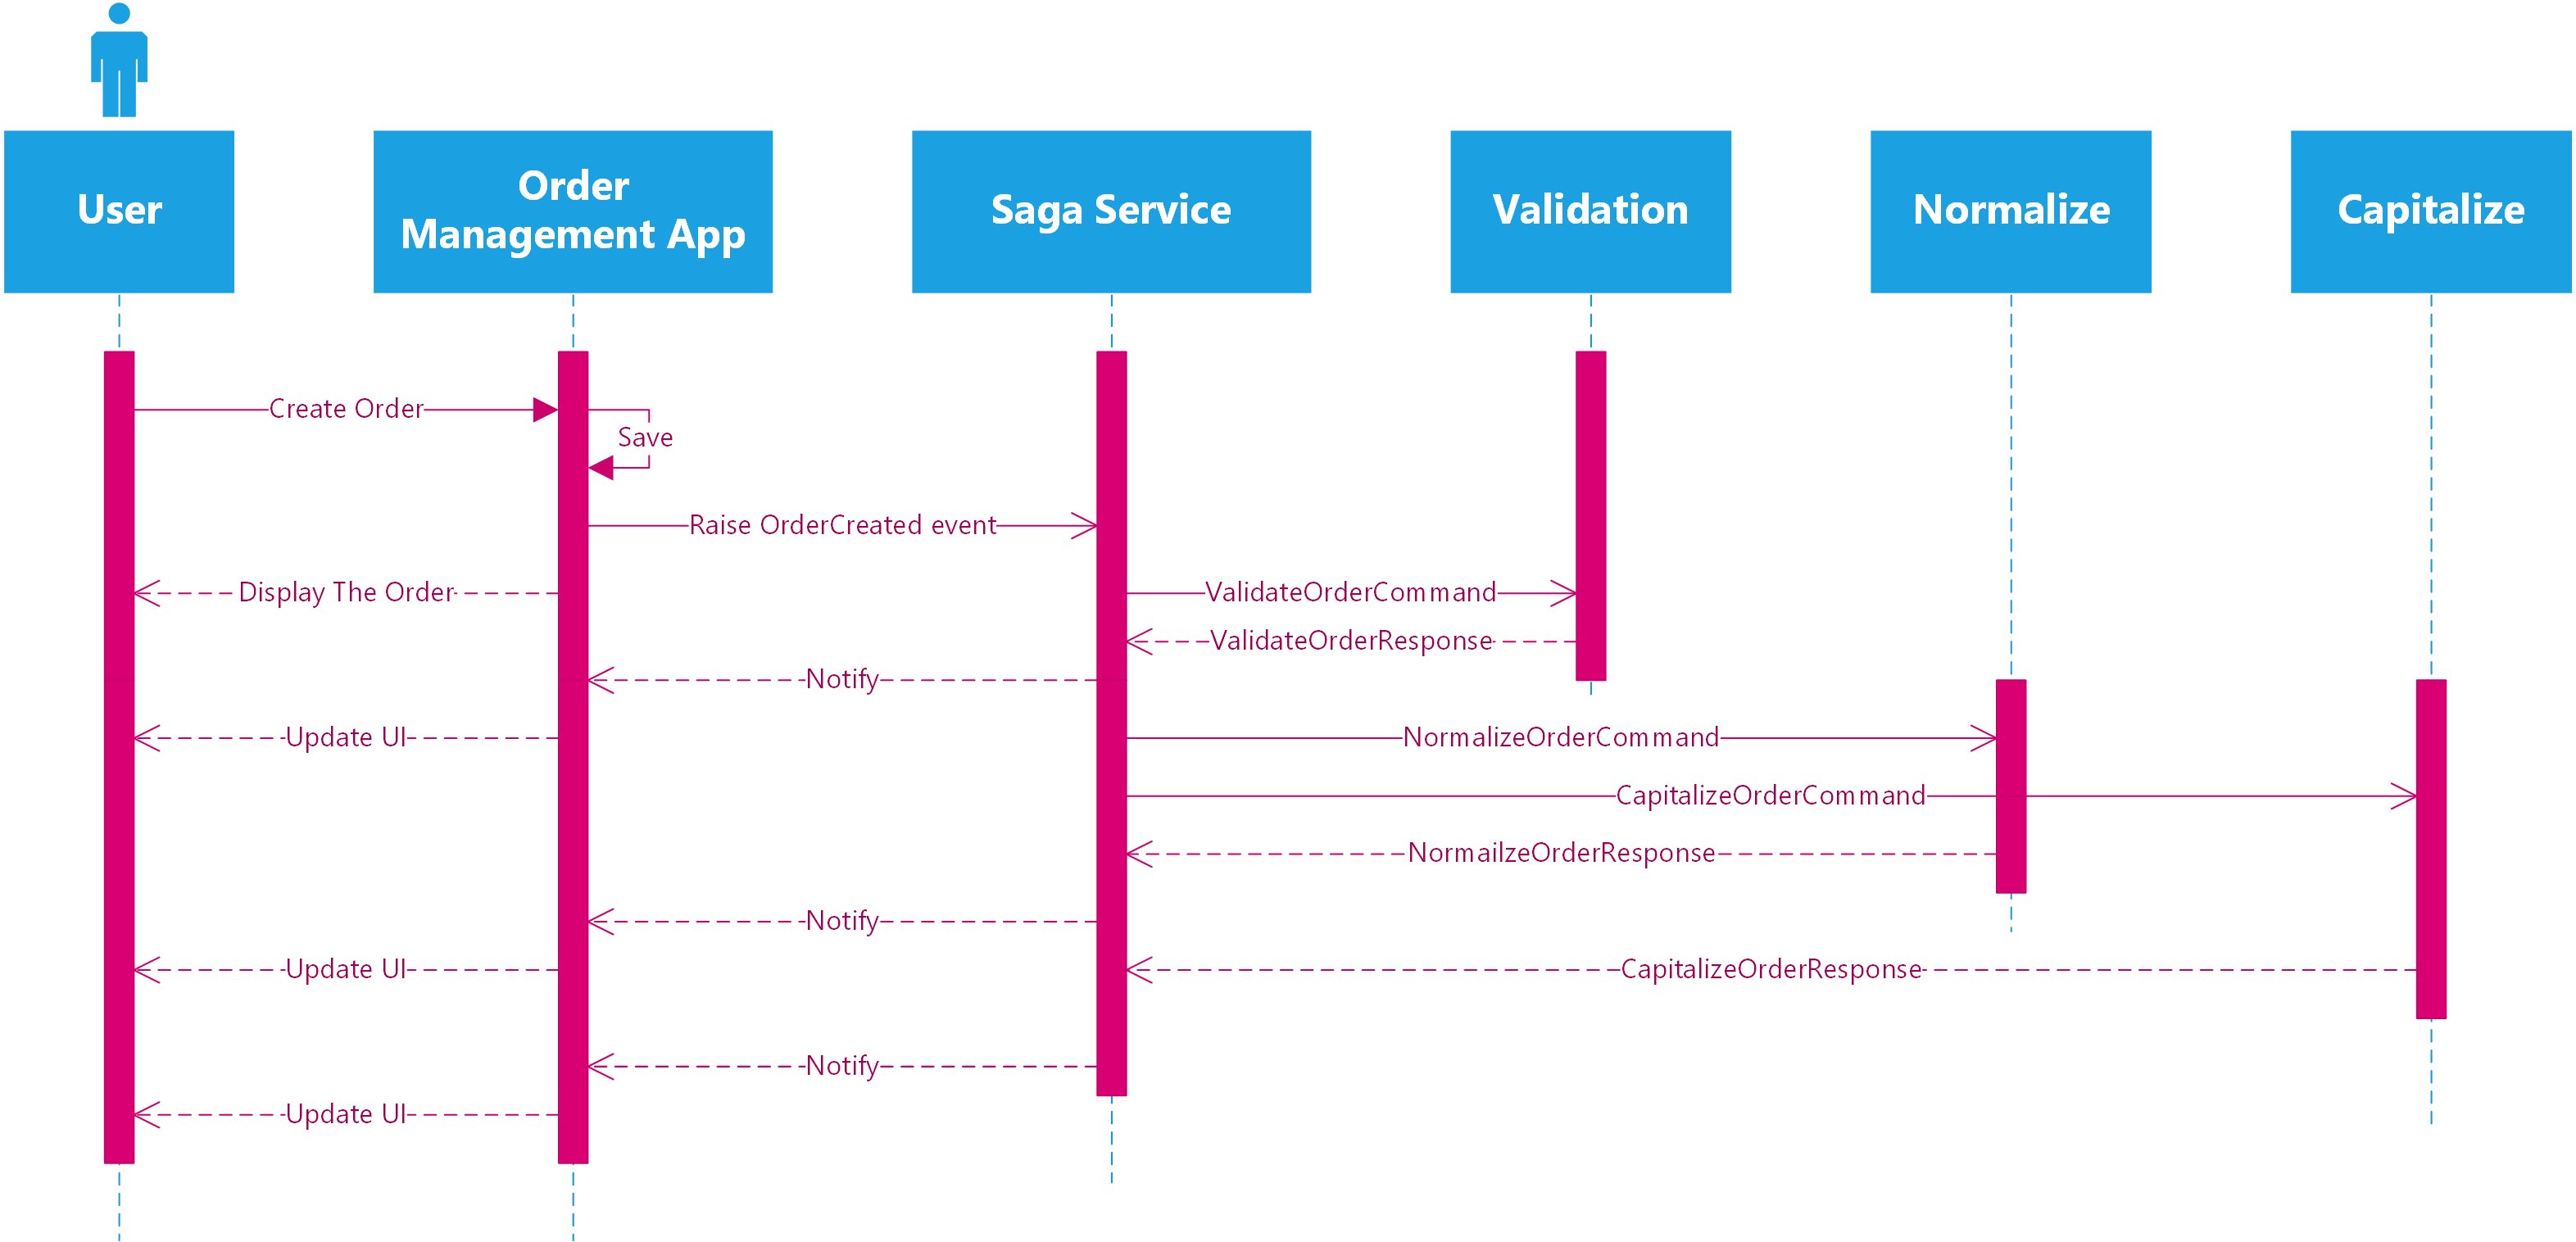 User
Order
Management App
Saga Service
Validation
Normalize
Capitalize
Create Order
Save
Raise OrderCreated event
Display The Order
ValidateOrderCommand
ValidateOrderResponse
Notify
Update UI
NormalizeOrderCommand
CapitalizeOrderCommand
NormailzeOrderResponse
Notify
Update UI
CapitalizeOrderResponse
Notify
Update UI